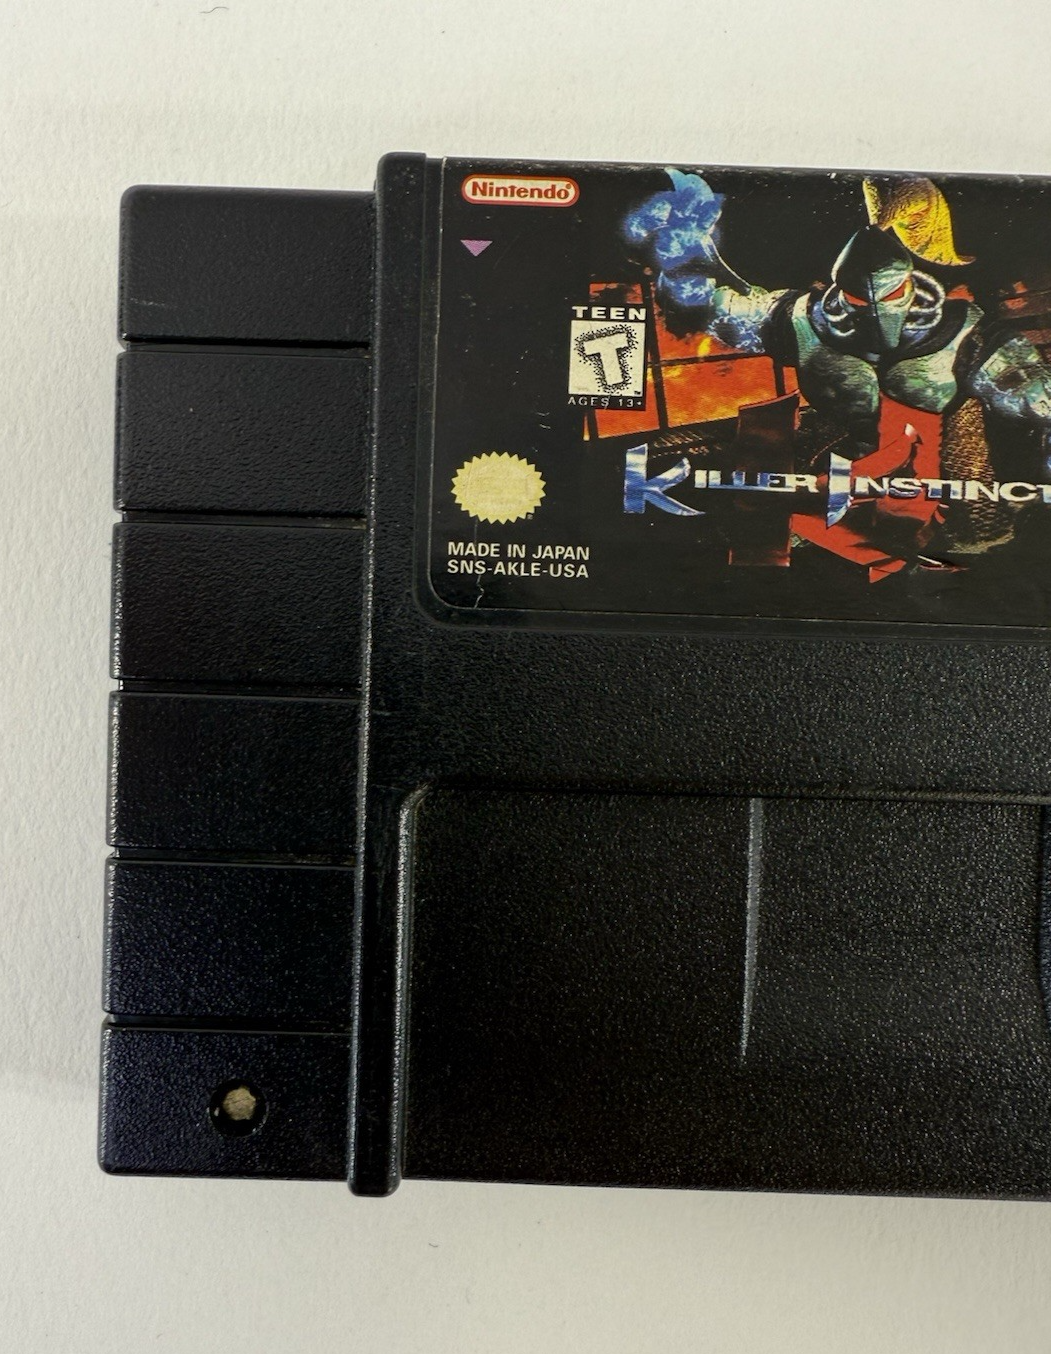 Nintendo®
TEEN
T
AGES 13+
KILLER INSTINCT
MADE IN JAPAN
SNS-AKLE-USA